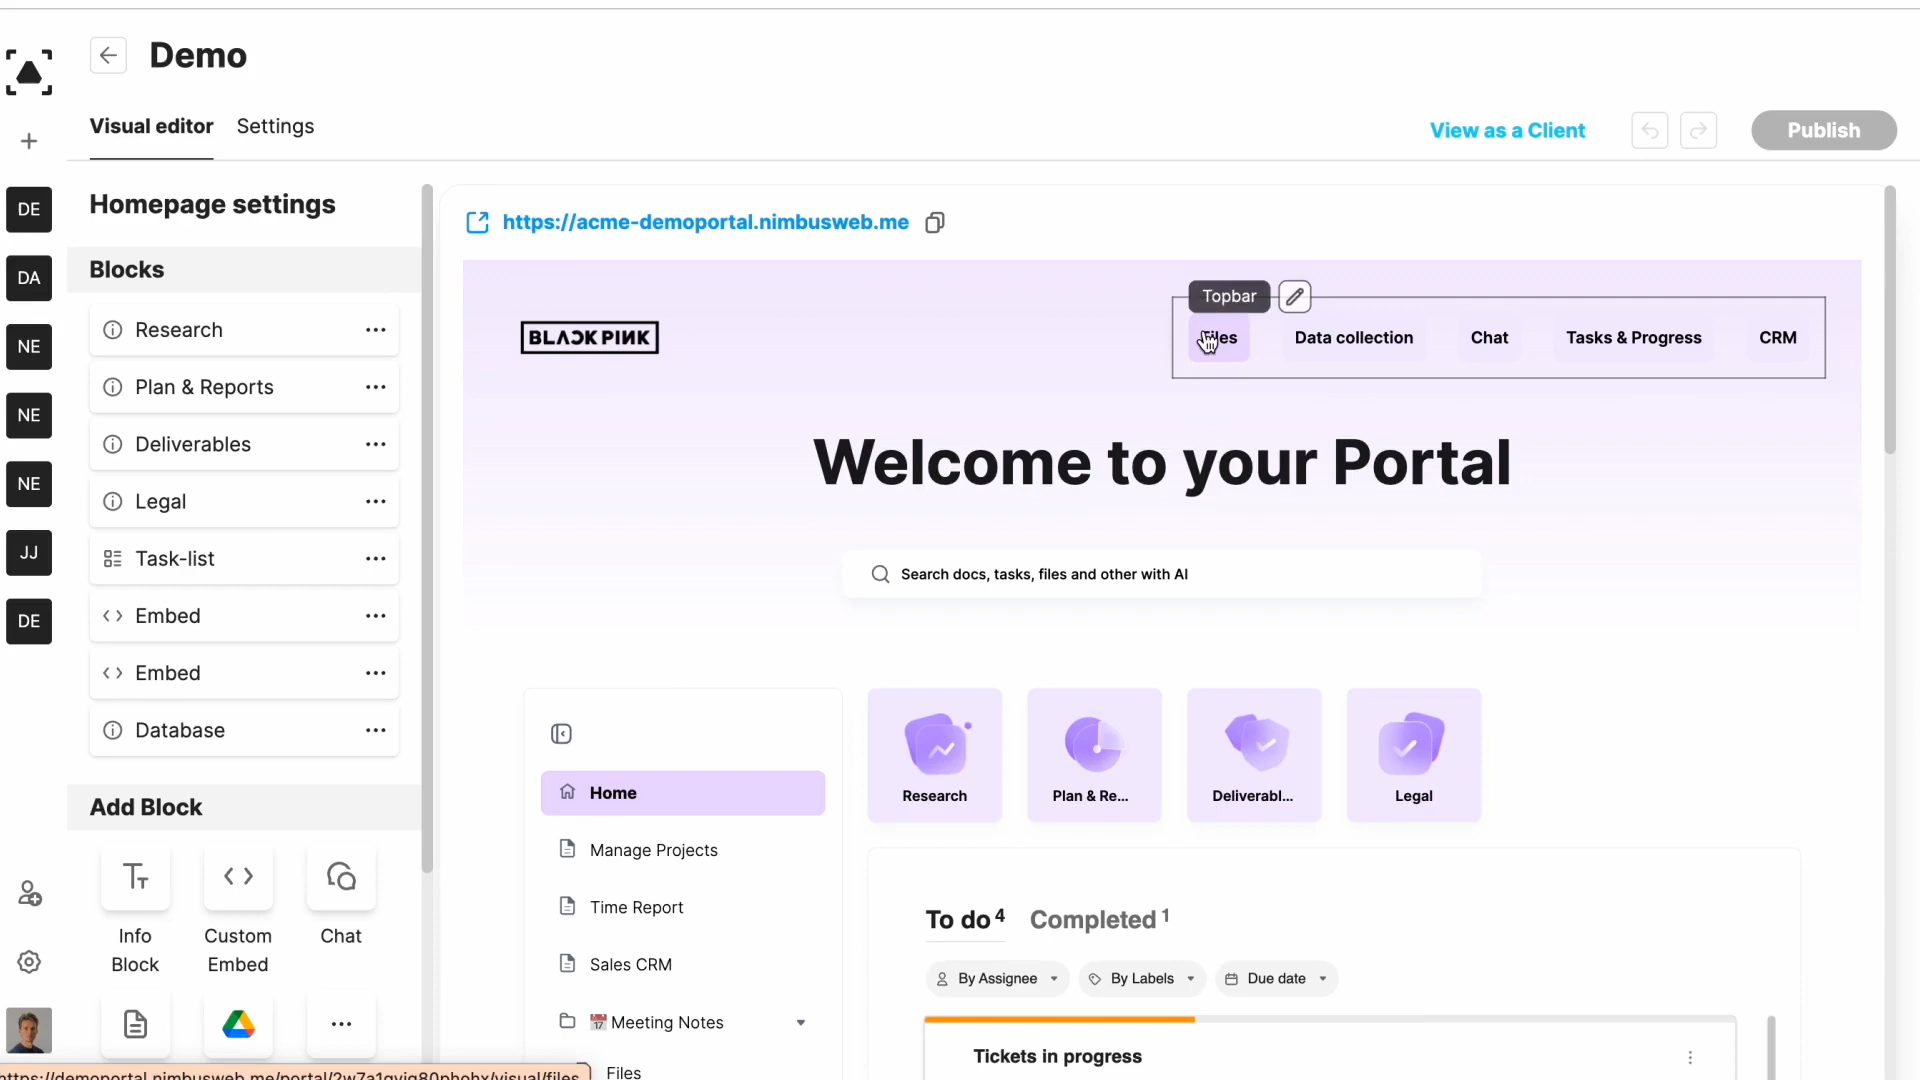 Demo
Visual editor
Settings
View as a Client
Publish
DE
DA
NE
NE
NE
JJ
DE
Homepage settings
Blocks
Research
Plan & Reports
Deliverables
Legal
Task-list
Embed
Embed
Database
Add Block
Info
Block
Custom
Embed
Chat
https://acme-demoportal.nimbusweb.me
Topbar
BLACKPINK
Data collection
Chat
Tasks & Progress
CRM
Welcome to your Portal
Search docs, tasks, files and other with AI
Home
Manage Projects
Time Report
Sales CRM
Meeting Notes
Files
Research
Plan & Re...
Deliverabl...
Legal
To do 4
Completed 1
By Assignee
By Labels
Due date
Tickets in progress